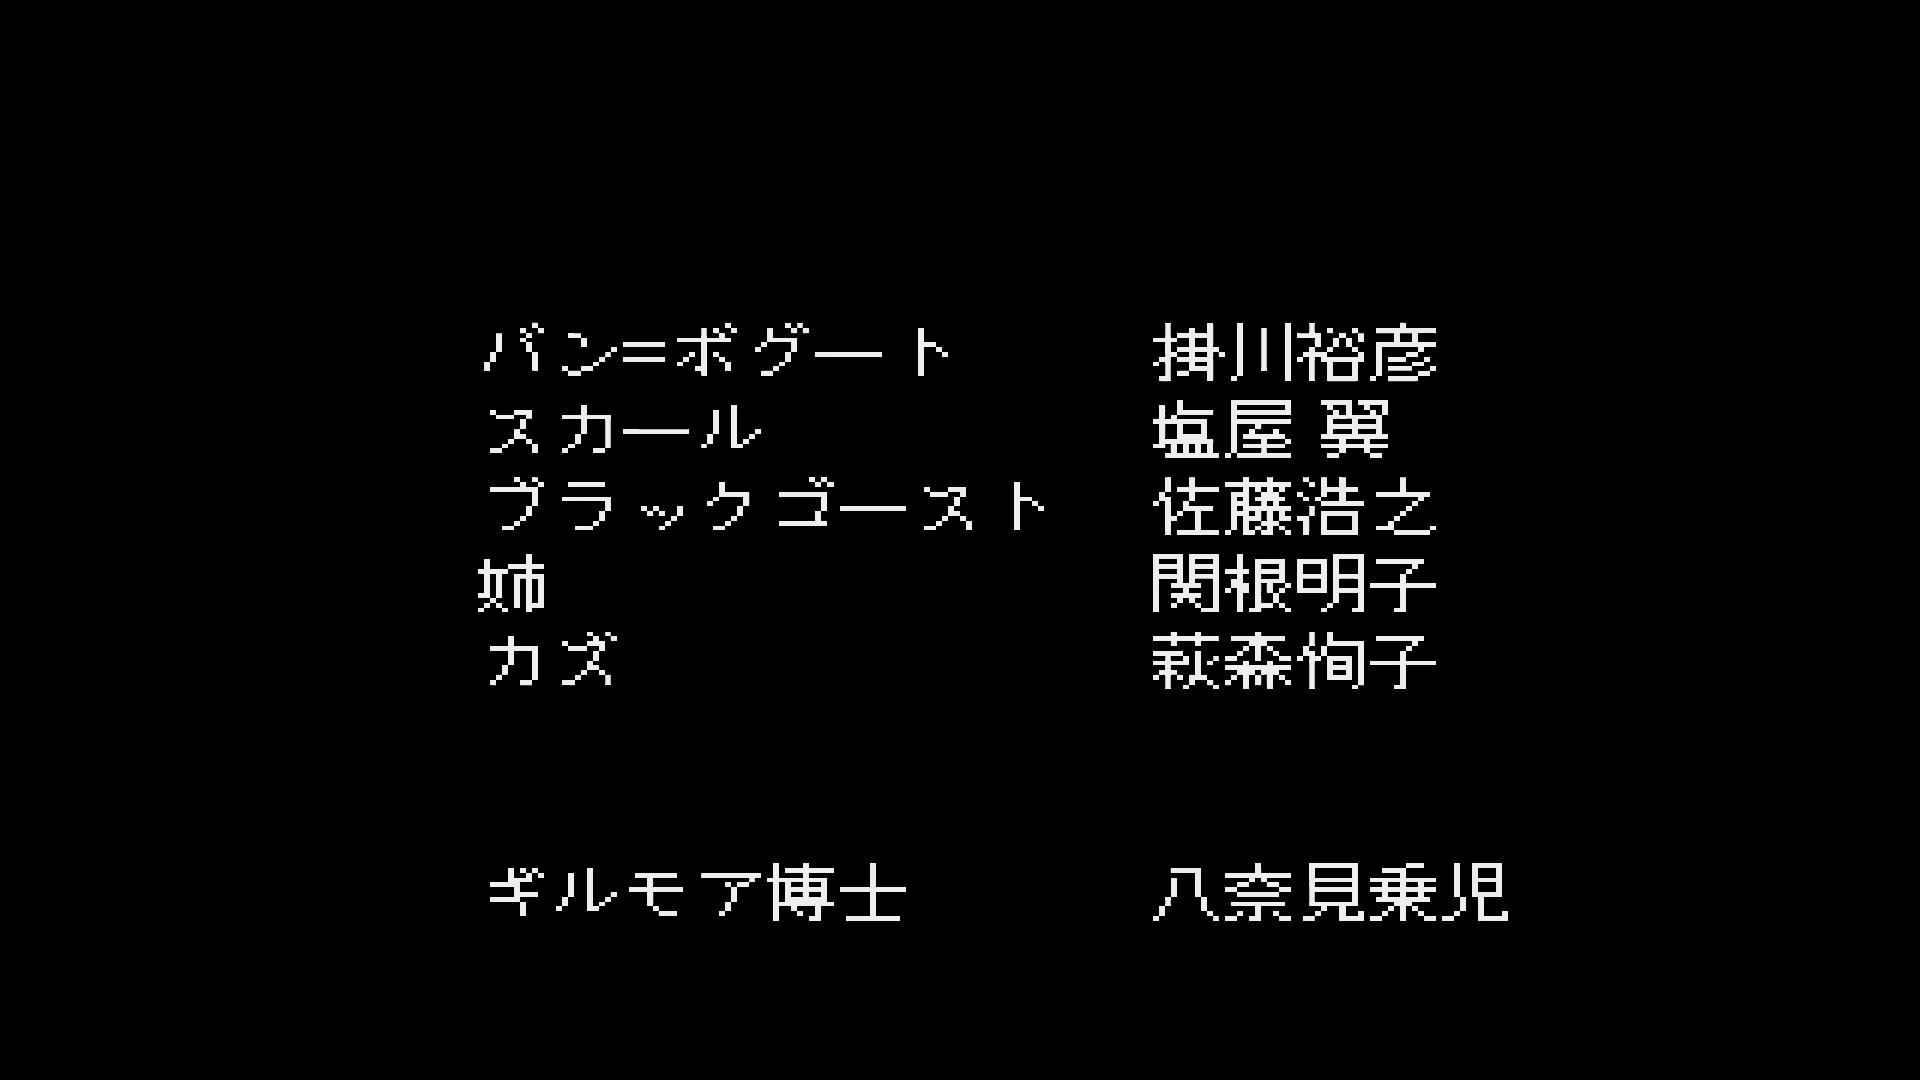 バン=ボグート 掛川裕彦
スカール 塩屋 翼
ブラックゴースト 佐藤浩之
姉 関根明子
カズ 萩森侚子
ギルモア博士 八奈見乗児